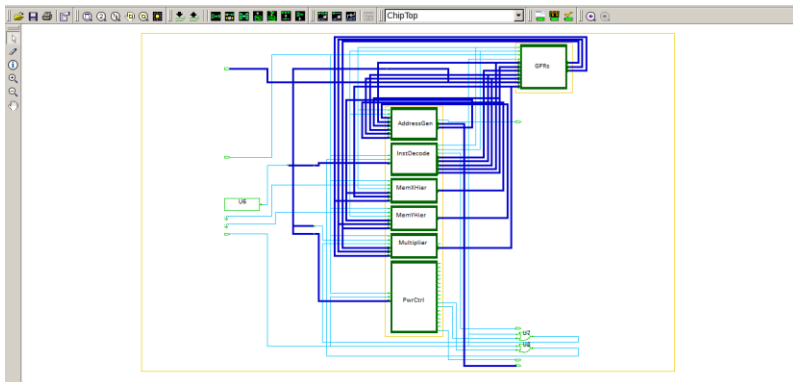 ChipTop
GPRs
AddressGen
InstDecode
MemXHier
U6
MemYHier
Multiplier
PwrCtrl
U7
U8